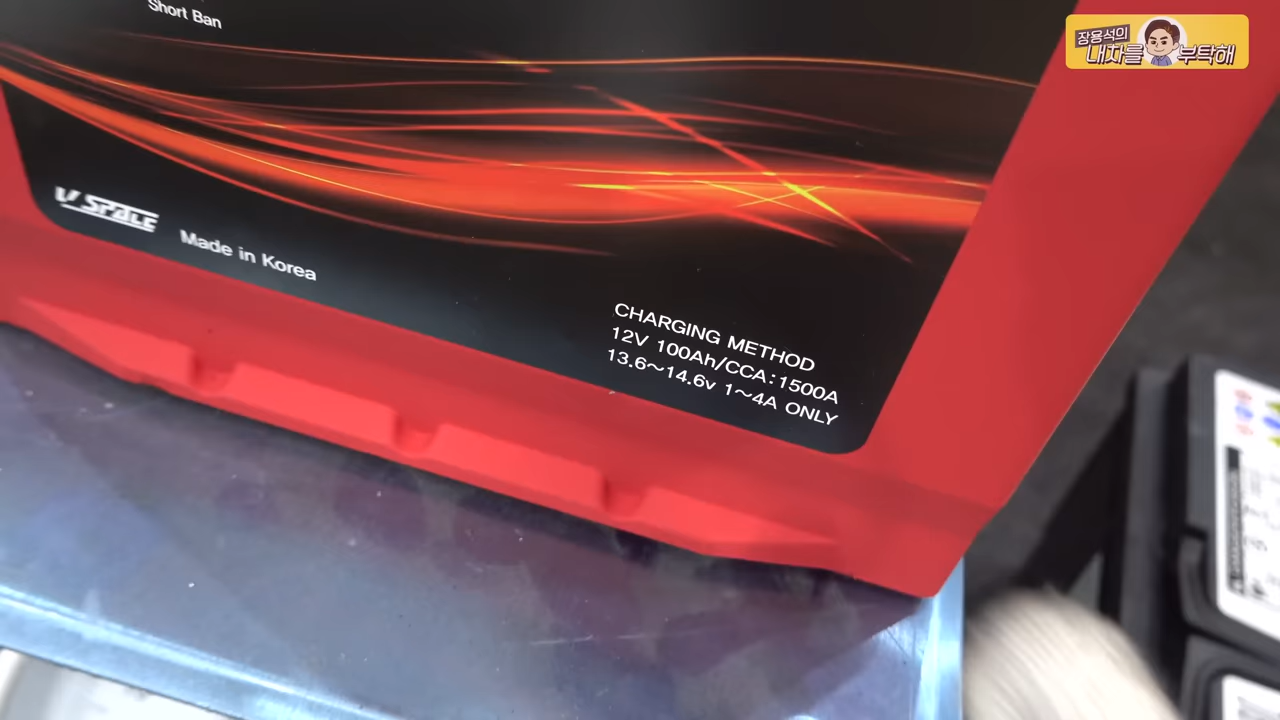 Short Ban
장용석의
내차를 부탁해
V SPACE
Made in Korea
CHARGING METHOD
12V 100Ah/CCA:1500A
13.6~14.6v 1~4A ONLY